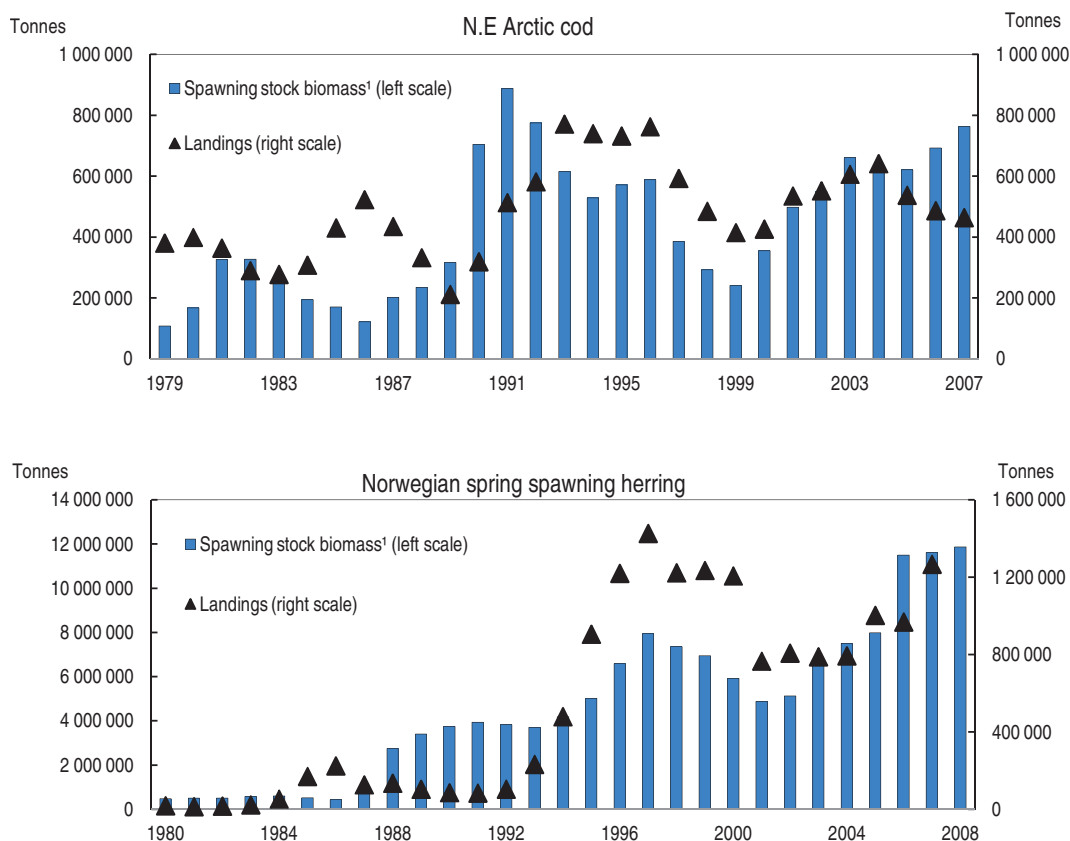 N.E Arctic cod
Tonnes
Tonnes
1 000 000
1 000 000
Spawning stock biomass¹ (left scale)
800 000
800 000
Landings (right scale)
600 000
600 000
400 000
400 000
200 000
200 000
0
0
1979 1983 1987 1991 1995 1999 2003 2007
Tonnes
Tonnes
Norwegian spring spawning herring
14 000 000
1 600 000
Spawning stock biomass¹ (left scale)
12 000 000
1 200 000
10 000 000
Landings (right scale)
8 000 000
800 000
6 000 000
4 000 000
400 000
2 000 000
0
0
1980 1984 1988 1992 1996 2000 2004 2008